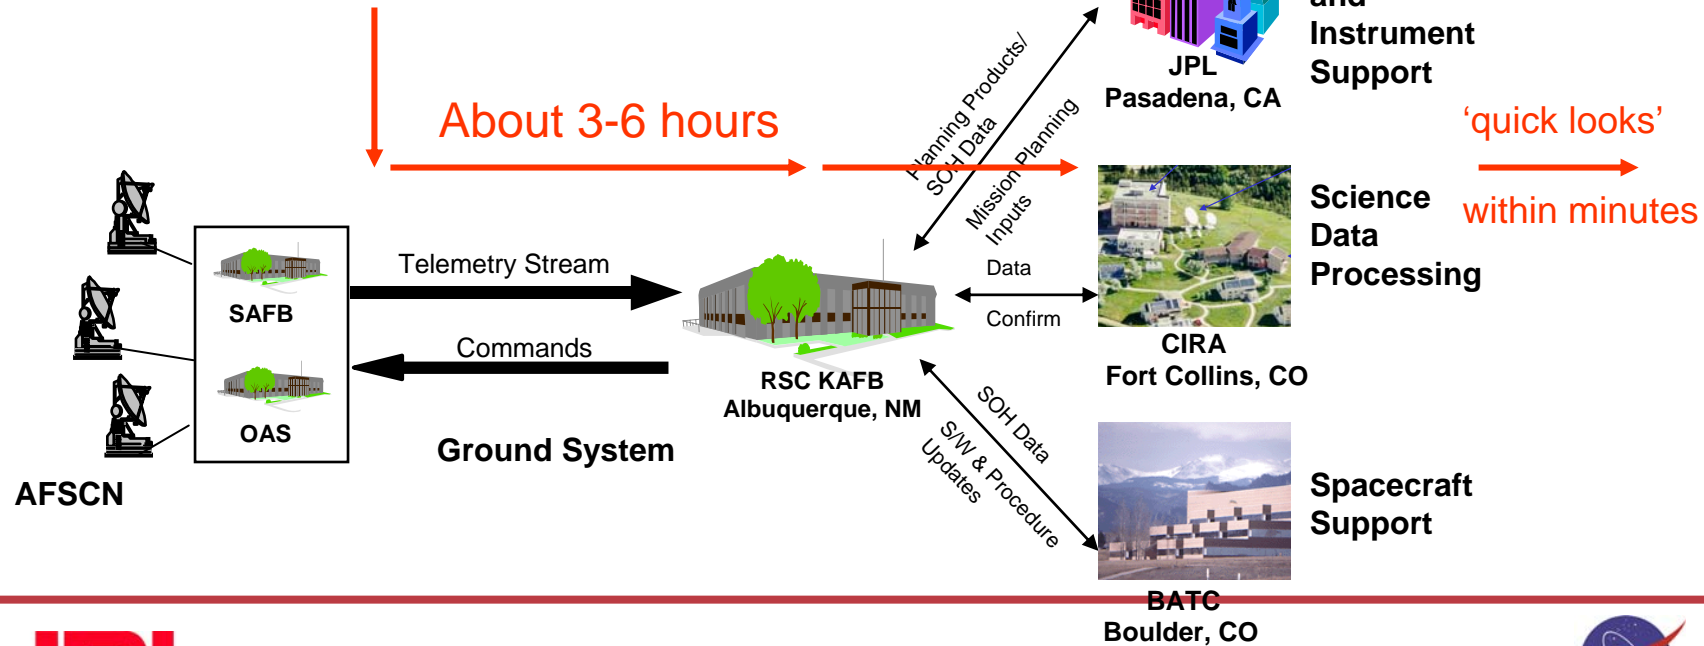 and
Instrument
Support
JPL
Pasadena, CA
Planning Products/
SOH Data
Mission Planning
Inputs
About 3-6 hours
'quick looks'
within minutes
Science
Data
Processing
Telemetry Stream
SAFB
Data
Confirm
Commands
CIRA
Fort Collins, CO
RSC KAFB
Albuquerque, NM
OAS
Ground System
SOH Data
S/W & Procedure
Updates
AFSCN
Spacecraft
Support
BATC
Boulder, CO